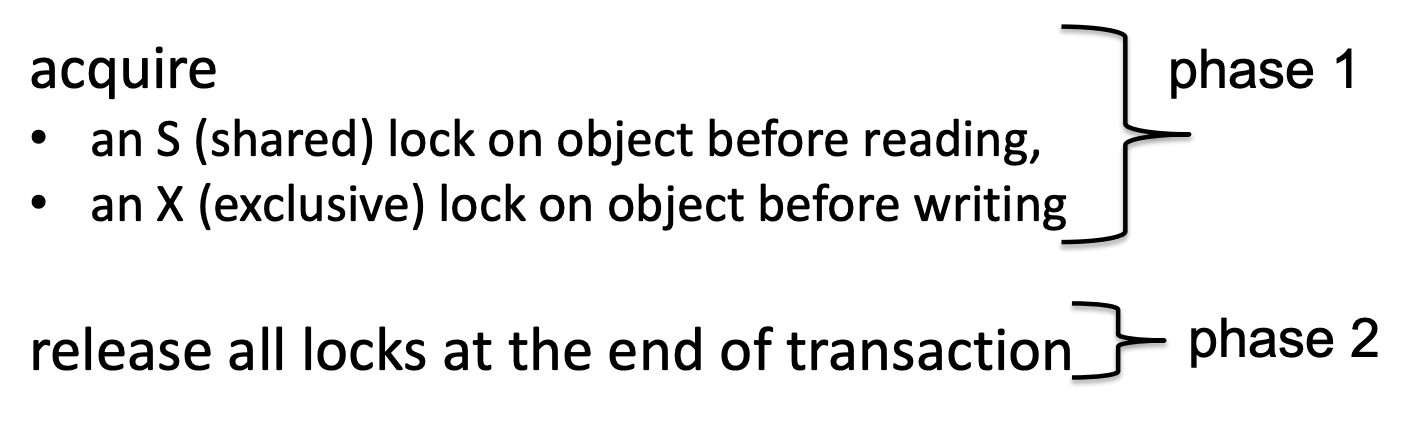 acquire
phase 1
• an S (shared) lock on object before reading,
• an X (exclusive) lock on object before writing
release all locks at the end of transaction
phase 2